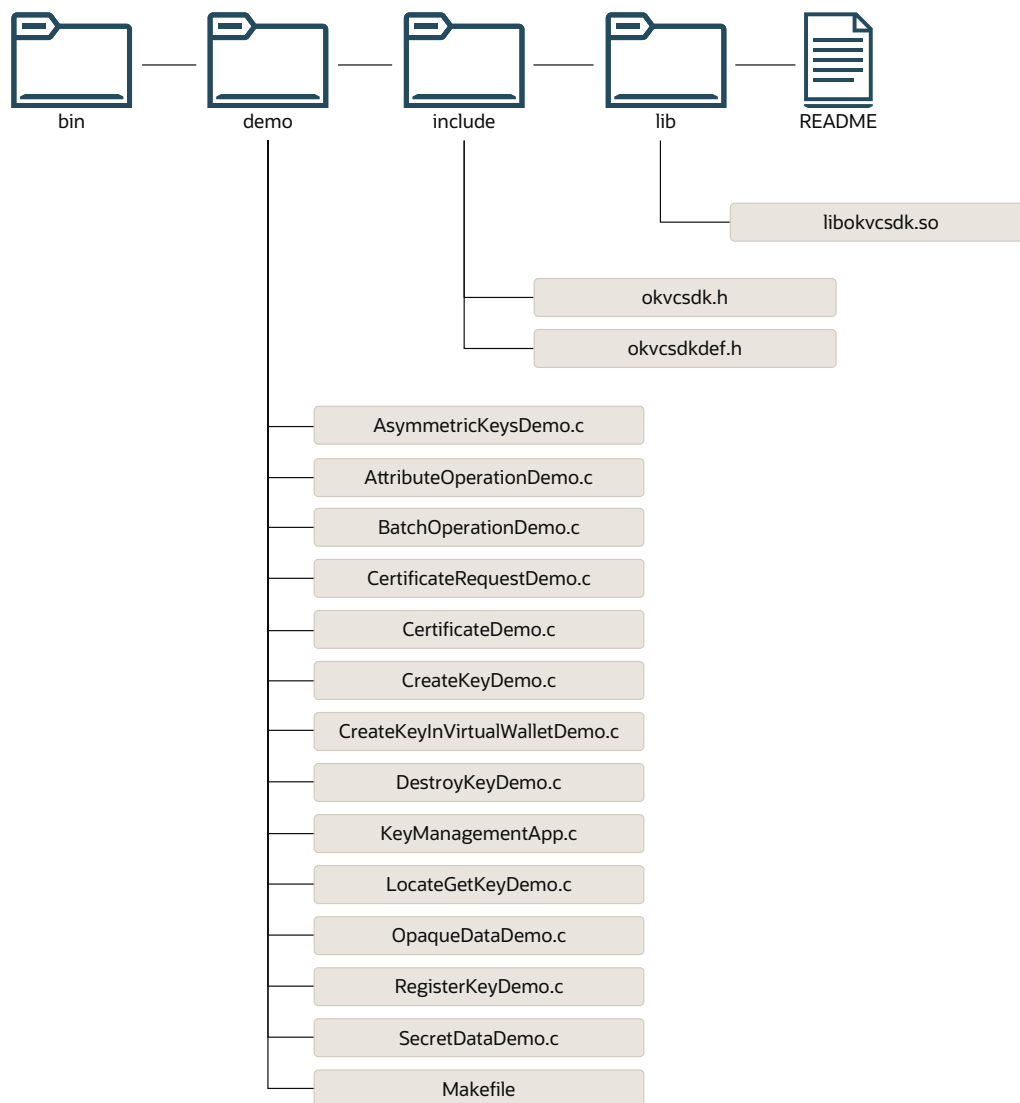 bin
demo
include
lib
README
libokvcsdk.so
okvcsdk.h
okvcsdkdef.h
AsymmetricKeysDemo.c
AttributeOperationDemo.c
BatchOperationDemo.c
CertificateRequestDemo.c
CertificateDemo.c
CreateKeyDemo.c
CreateKeyInVirtualWalletDemo.c
DestroyKeyDemo.c
KeyManagementApp.c
LocateGetKeyDemo.c
OpaqueDataDemo.c
RegisterKeyDemo.c
SecretDataDemo.c
Makefile